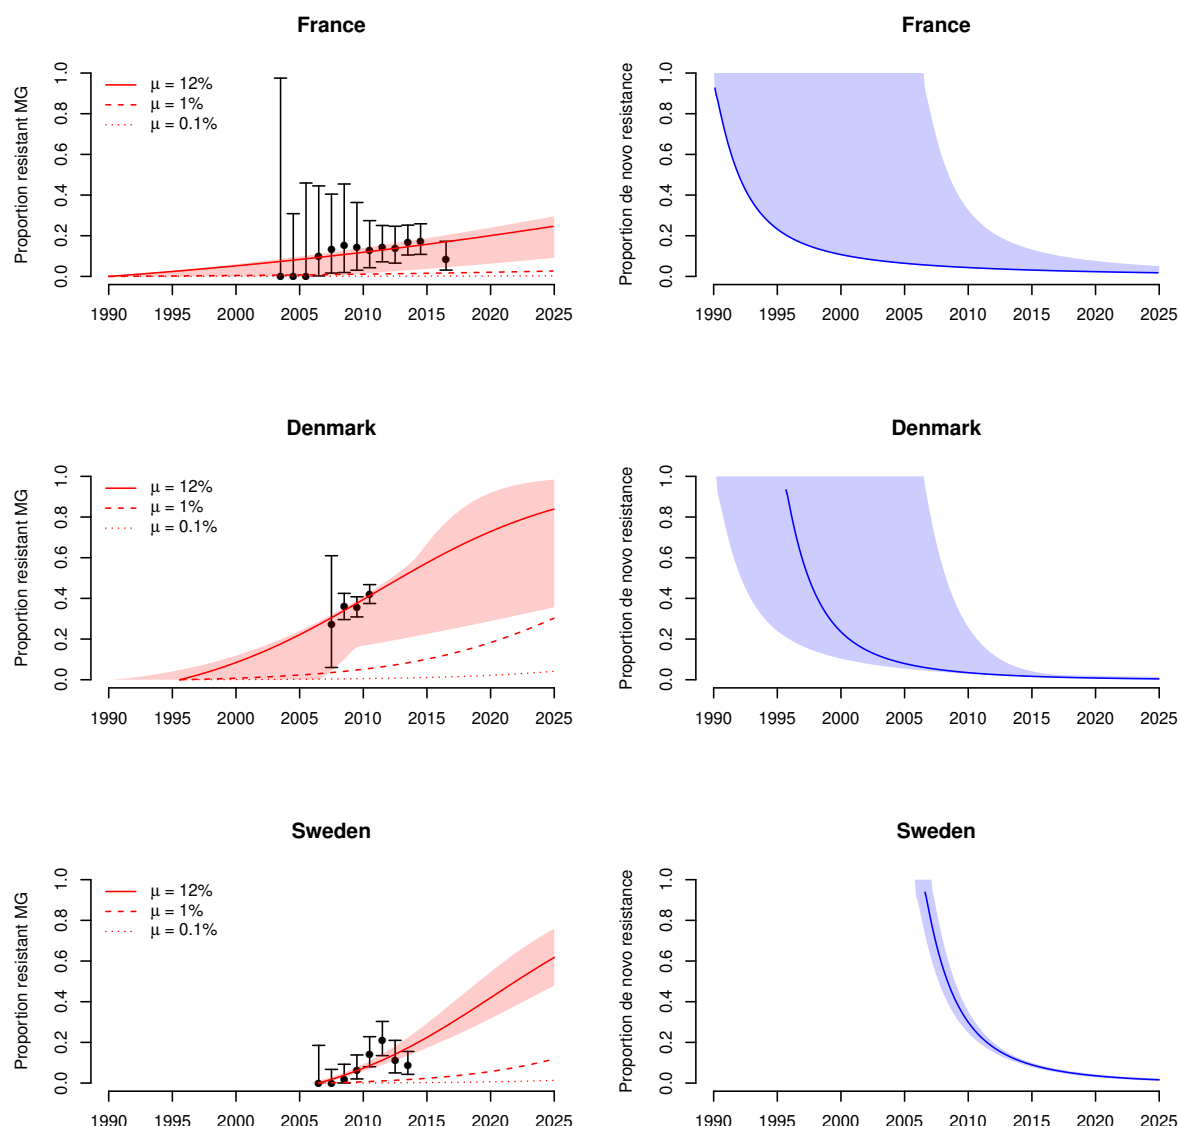 France
Proportion resistant MG
0.0 0.2 0.4 0.6 0.8 1.0
μ = 12%
μ = 1%
μ = 0.1%
1990 1995 2000 2005 2010 2015 2020 2025
France
Proportion de novo resistance
0.0 0.2 0.4 0.6 0.8 1.0
1990 1995 2000 2005 2010 2015 2020 2025
Denmark
Proportion resistant MG
0.0 0.2 0.4 0.6 0.8 1.0
μ = 12%
μ = 1%
μ = 0.1%
1990 1995 2000 2005 2010 2015 2020 2025
Denmark
Proportion de novo resistance
0.0 0.2 0.4 0.6 0.8 1.0
1990 1995 2000 2005 2010 2015 2020 2025
Sweden
Proportion resistant MG
0.0 0.2 0.4 0.6 0.8 1.0
μ = 12%
μ = 1%
μ = 0.1%
1990 1995 2000 2005 2010 2015 2020 2025
Sweden
Proportion de novo resistance
0.0 0.2 0.4 0.6 0.8 1.0
1990 1995 2000 2005 2010 2015 2020 2025